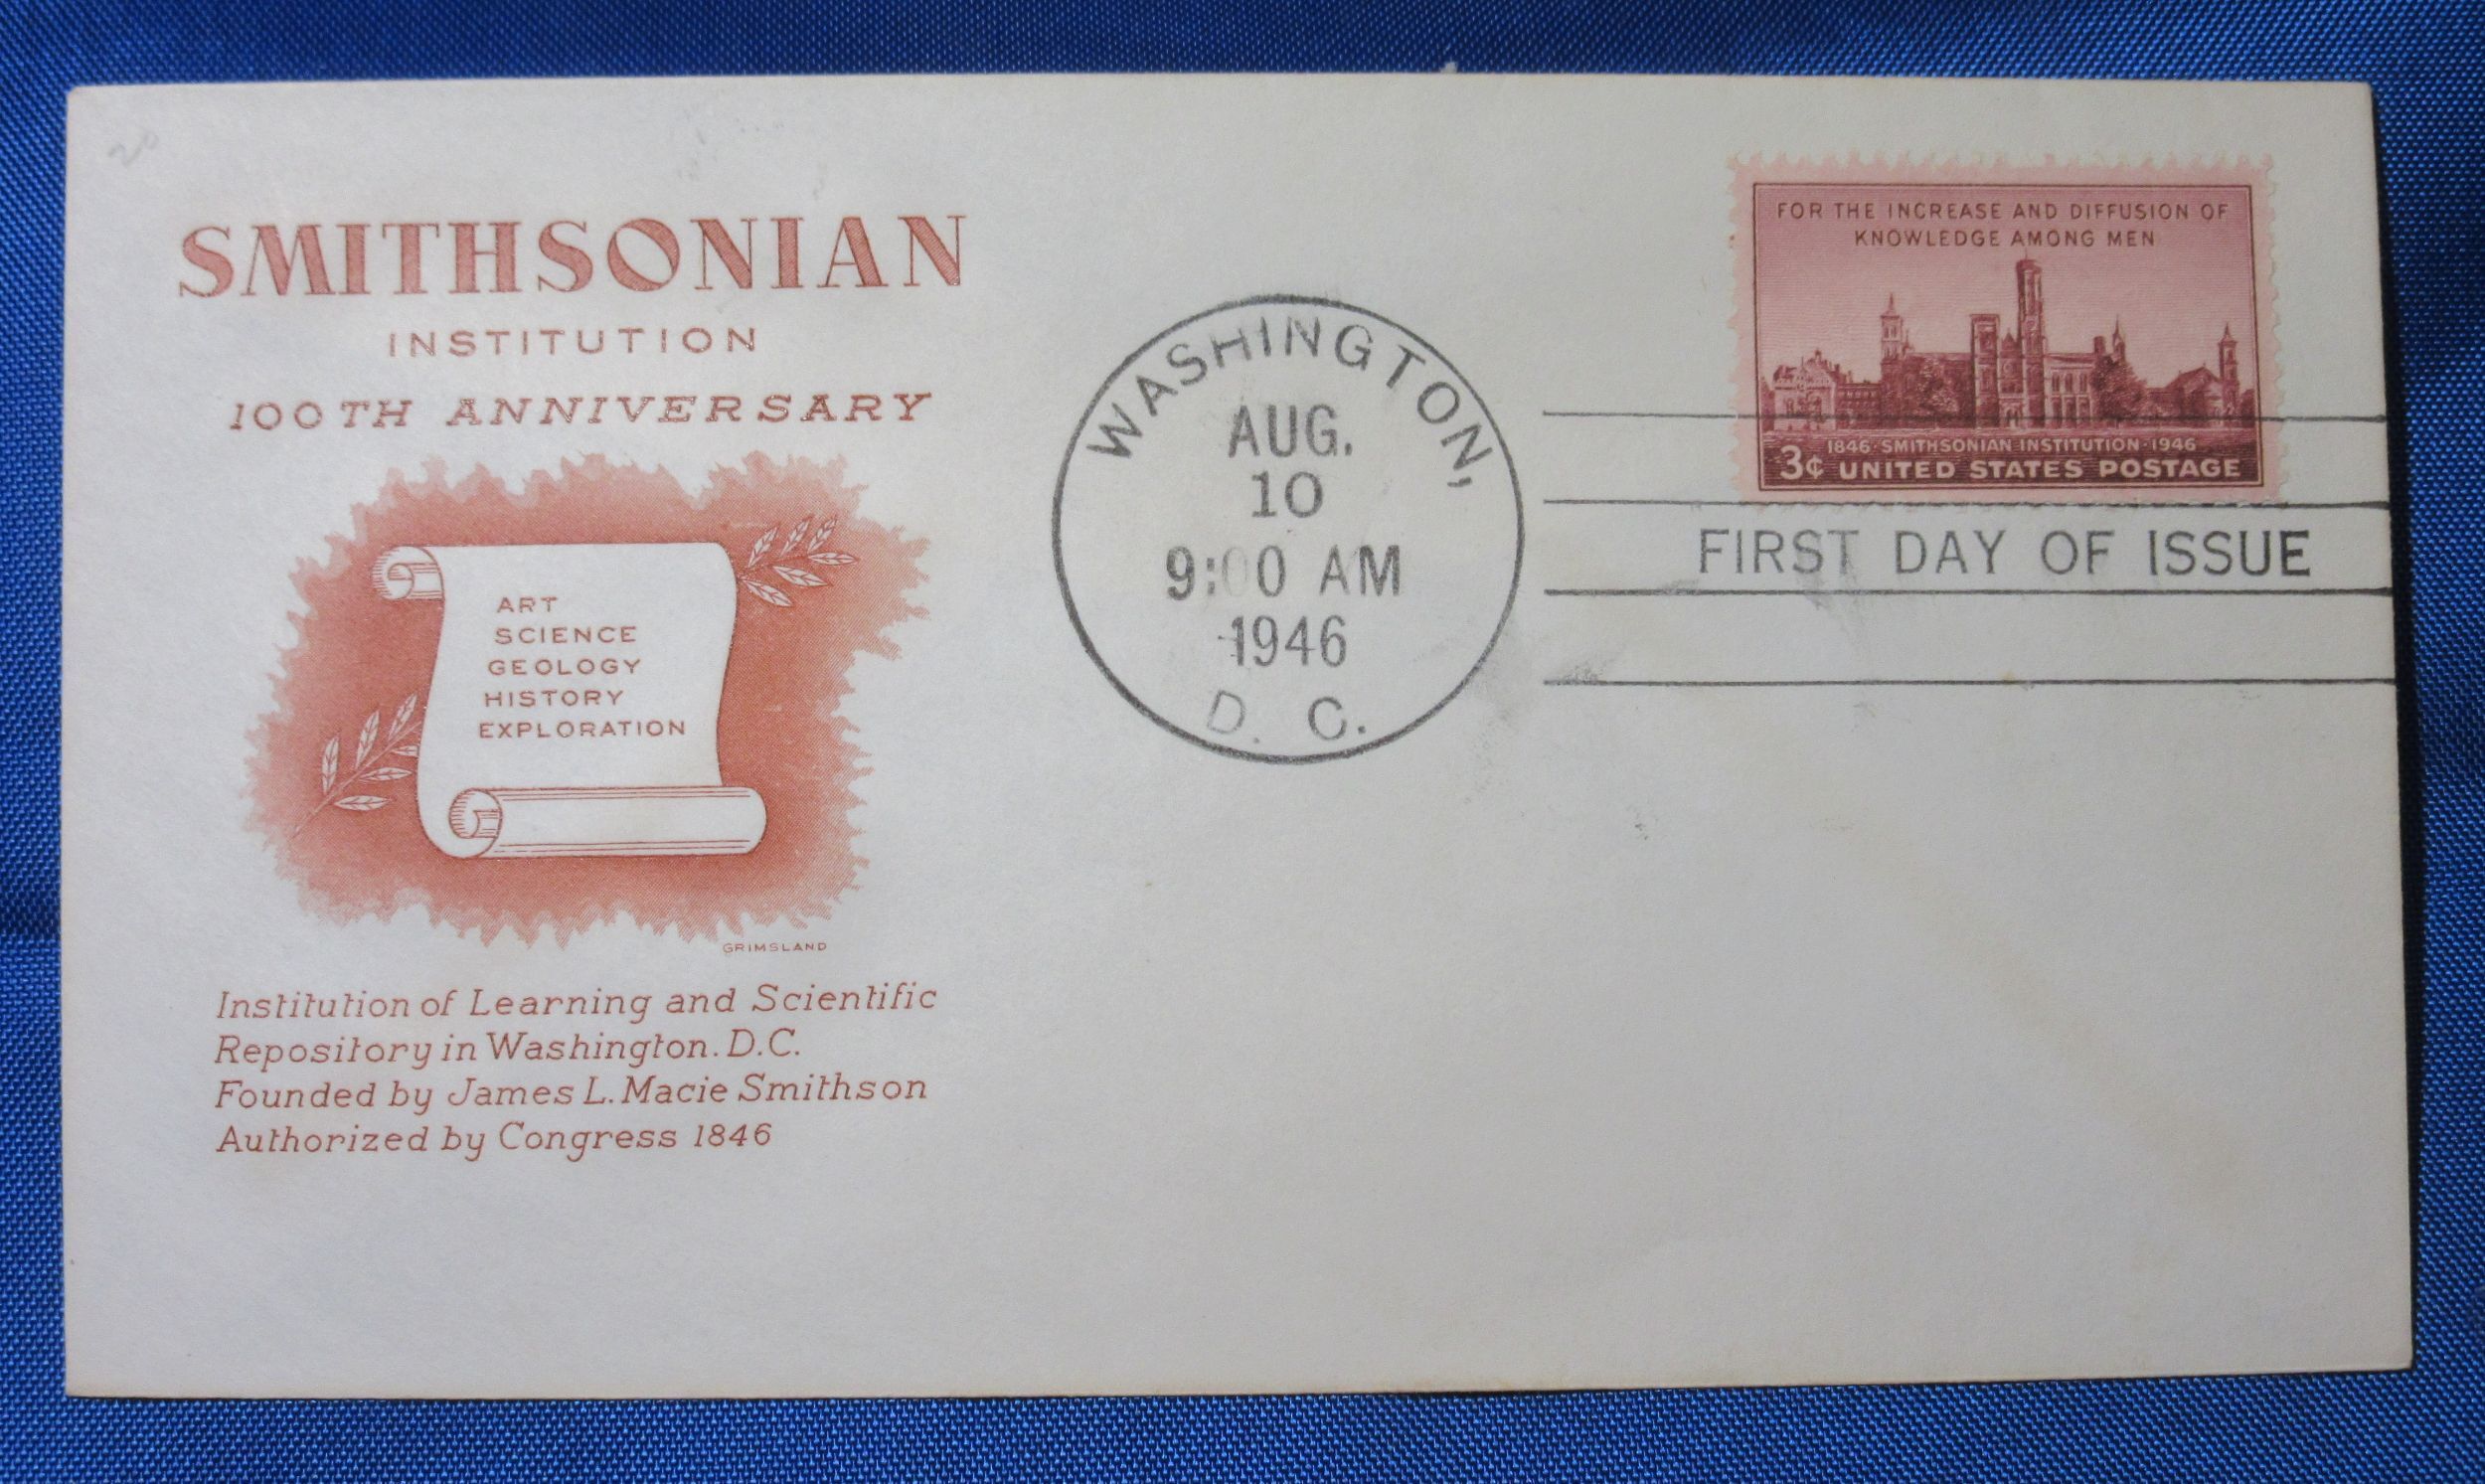 20
SMITHSONIAN
INSTITUTION
100TH ANNIVERSARY
ART
SCIENCE
GEOLOGY
HISTORY
EXPLORATION
GRIMSLAND
Institution of Learning and Scientific
Repository in Washington. D.C.
Founded by James L. Macie Smithson
Authorized by Congress 1846
WASHINGTON,
AUG.
10
9:00 AM
1946
D. C.
FOR THE INCREASE AND DIFFUSION OF
KNOWLEDGE AMONG MEN
1846·SMITHSONIAN INSTITUTION·1946
3¢ UNITED STATES POSTAGE
FIRST DAY OF ISSUE